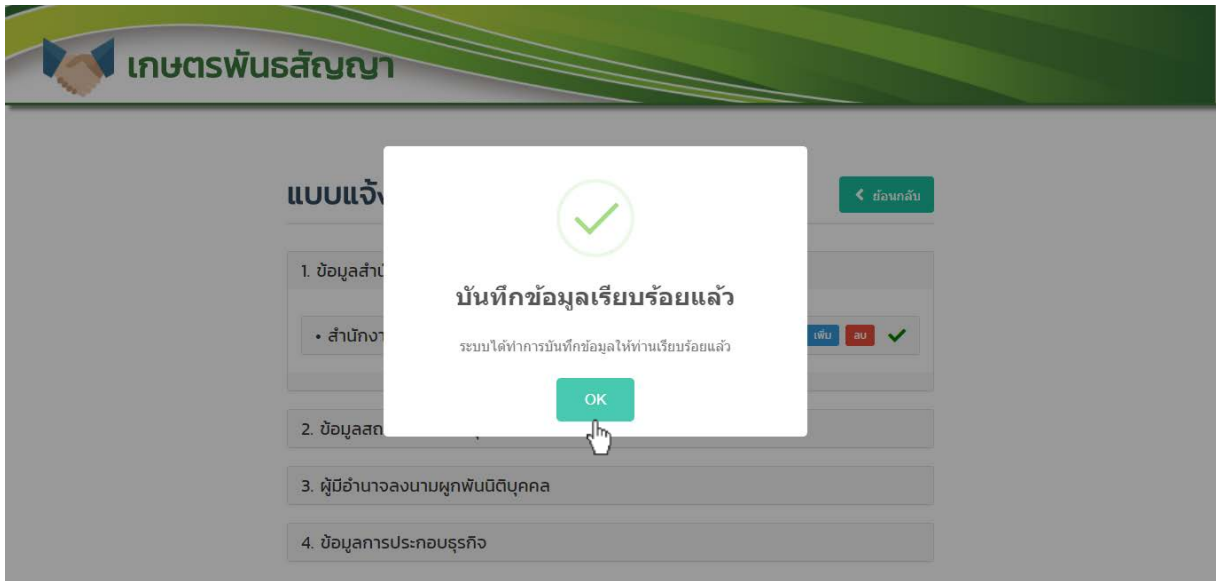 เกษตรพันธสัญญา
แบบแจ้ง
ย้อนกลับ
1. ข้อมูลสำนั
บันทึกข้อมูลเรียบร้อยแล้ว
• สำนักงา
เพิ่ม ลบ
ระบบได้ทำการบันทึกข้อมูลให้ท่านเรียบร้อยแล้ว
OK
2. ข้อมูลสถ
3. ผู้มีอำนาจลงนามผูกพันนิติบุคคล
4. ข้อมูลการประกอบธุรกิจ